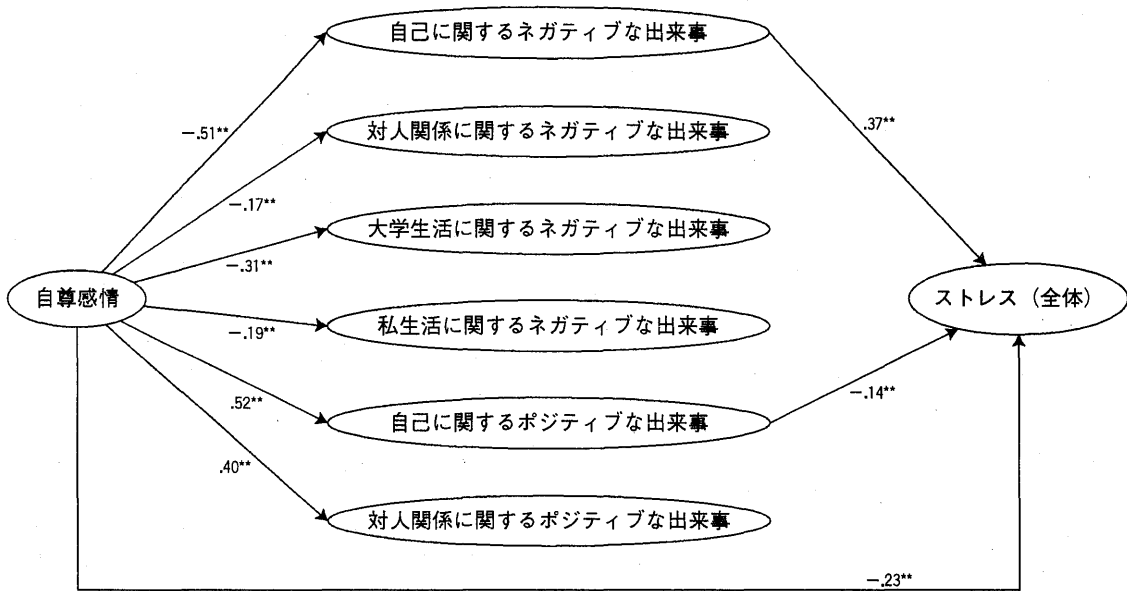 自己に関するネガティブな出来事
−.51**
.37**
対人関係に関するネガティブな出来事
−.17**
大学生活に関するネガティブな出来事
−.31**
自尊感情
ストレス（全体）
−.19**
私生活に関するネガティブな出来事
.52**
自己に関するポジティブな出来事
−.14**
.40**
対人関係に関するポジティブな出来事
−.23**